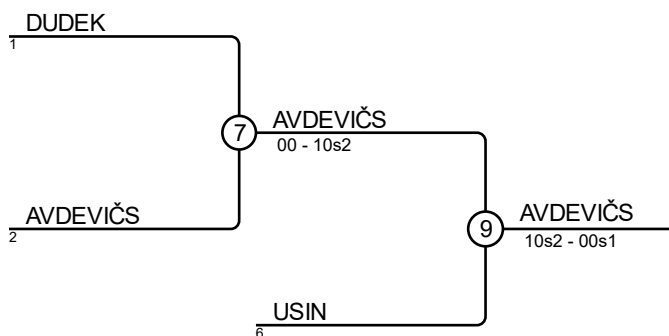 DUDEK
1
7
AVDEVIČS
00 - 10s2
AVDEVIČS
2
9
AVDEVIČS
10s2 - 00s1
USIN
6